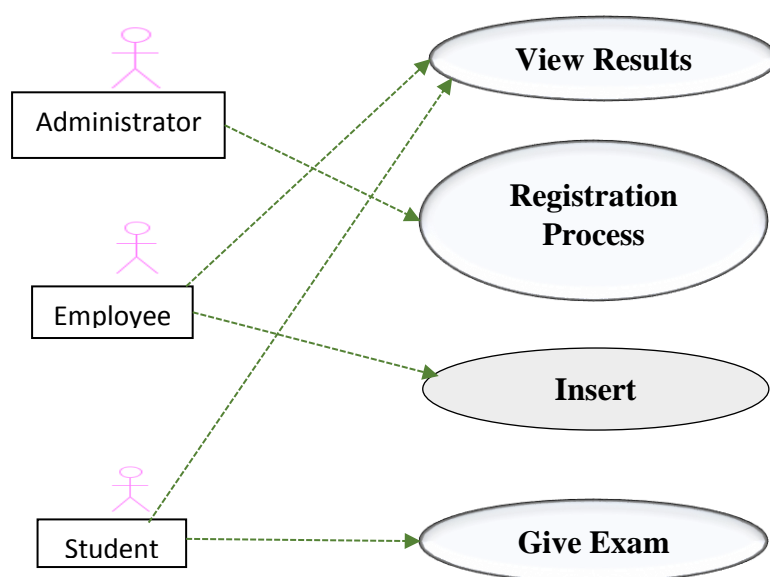 View Results
Administrator
Registration
Process
Employee
Insert
Student
Give Exam